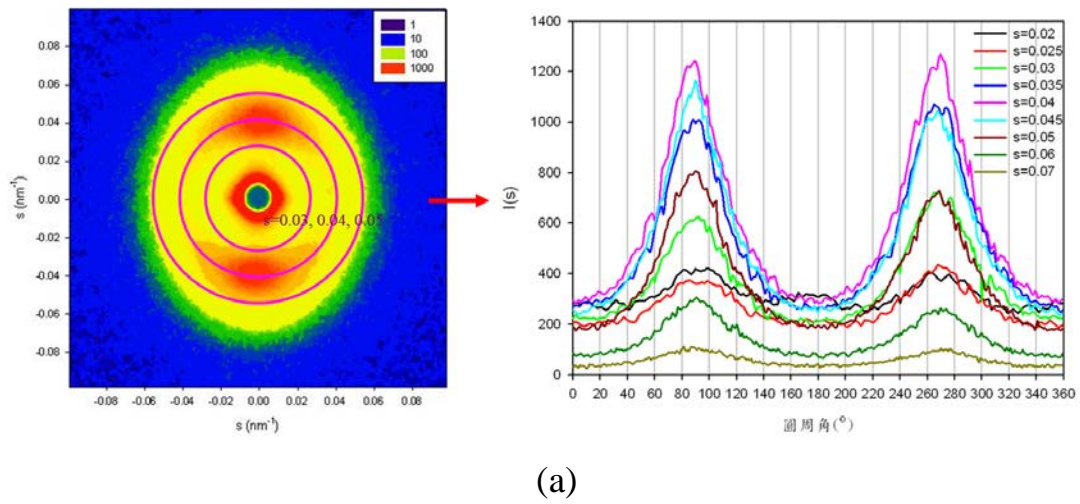 1
10
100
1000
0.08
0.06
0.04
0.02
0.00
-0.02
-0.04
-0.06
-0.08
s (nm-1)
s=0.03, 0.04, 0.05
-0.08 -0.06 -0.04 -0.02 0.00 0.02 0.04 0.06 0.08
s (nm-1)
1400
1200
1000
800
600
400
200
0
I(s)
s=0.02
s=0.025
s=0.03
s=0.035
s=0.04
s=0.045
s=0.05
s=0.06
s=0.07
0 20 40 60 80 100 120 140 160 180 200 220 240 260 280 300 320 340 360
圓周角(°)
(a)